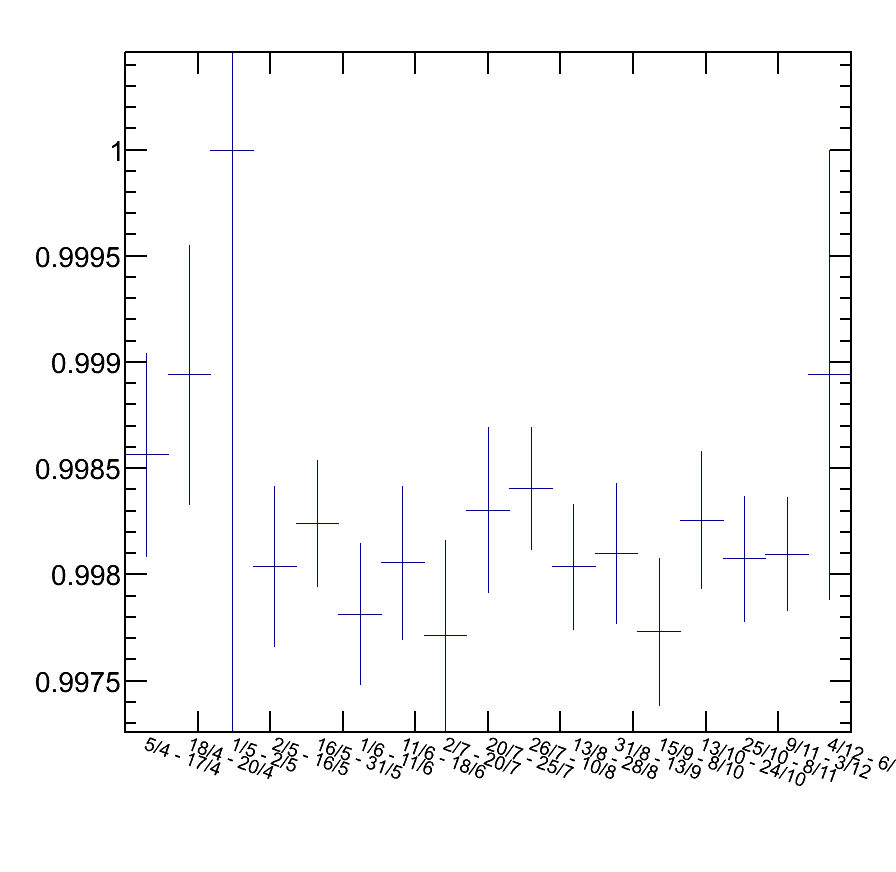 1
0.9995
0.999
0.9985
0.998
0.9975
5/4 - 17/4
18/4 - 20/4
1/5 - 2/5
2/5 - 16/5
16/5 - 31/5
1/6 - 11/6
11/6 - 18/6
2/7 - 20/7
20/7 - 25/7
26/7 - 10/8
13/8 - 28/8
31/8 - 13/9
15/9 - 8/10
13/10 - 24/10
25/10 - 8/11
9/11 - 3/12
4/12 - 6/